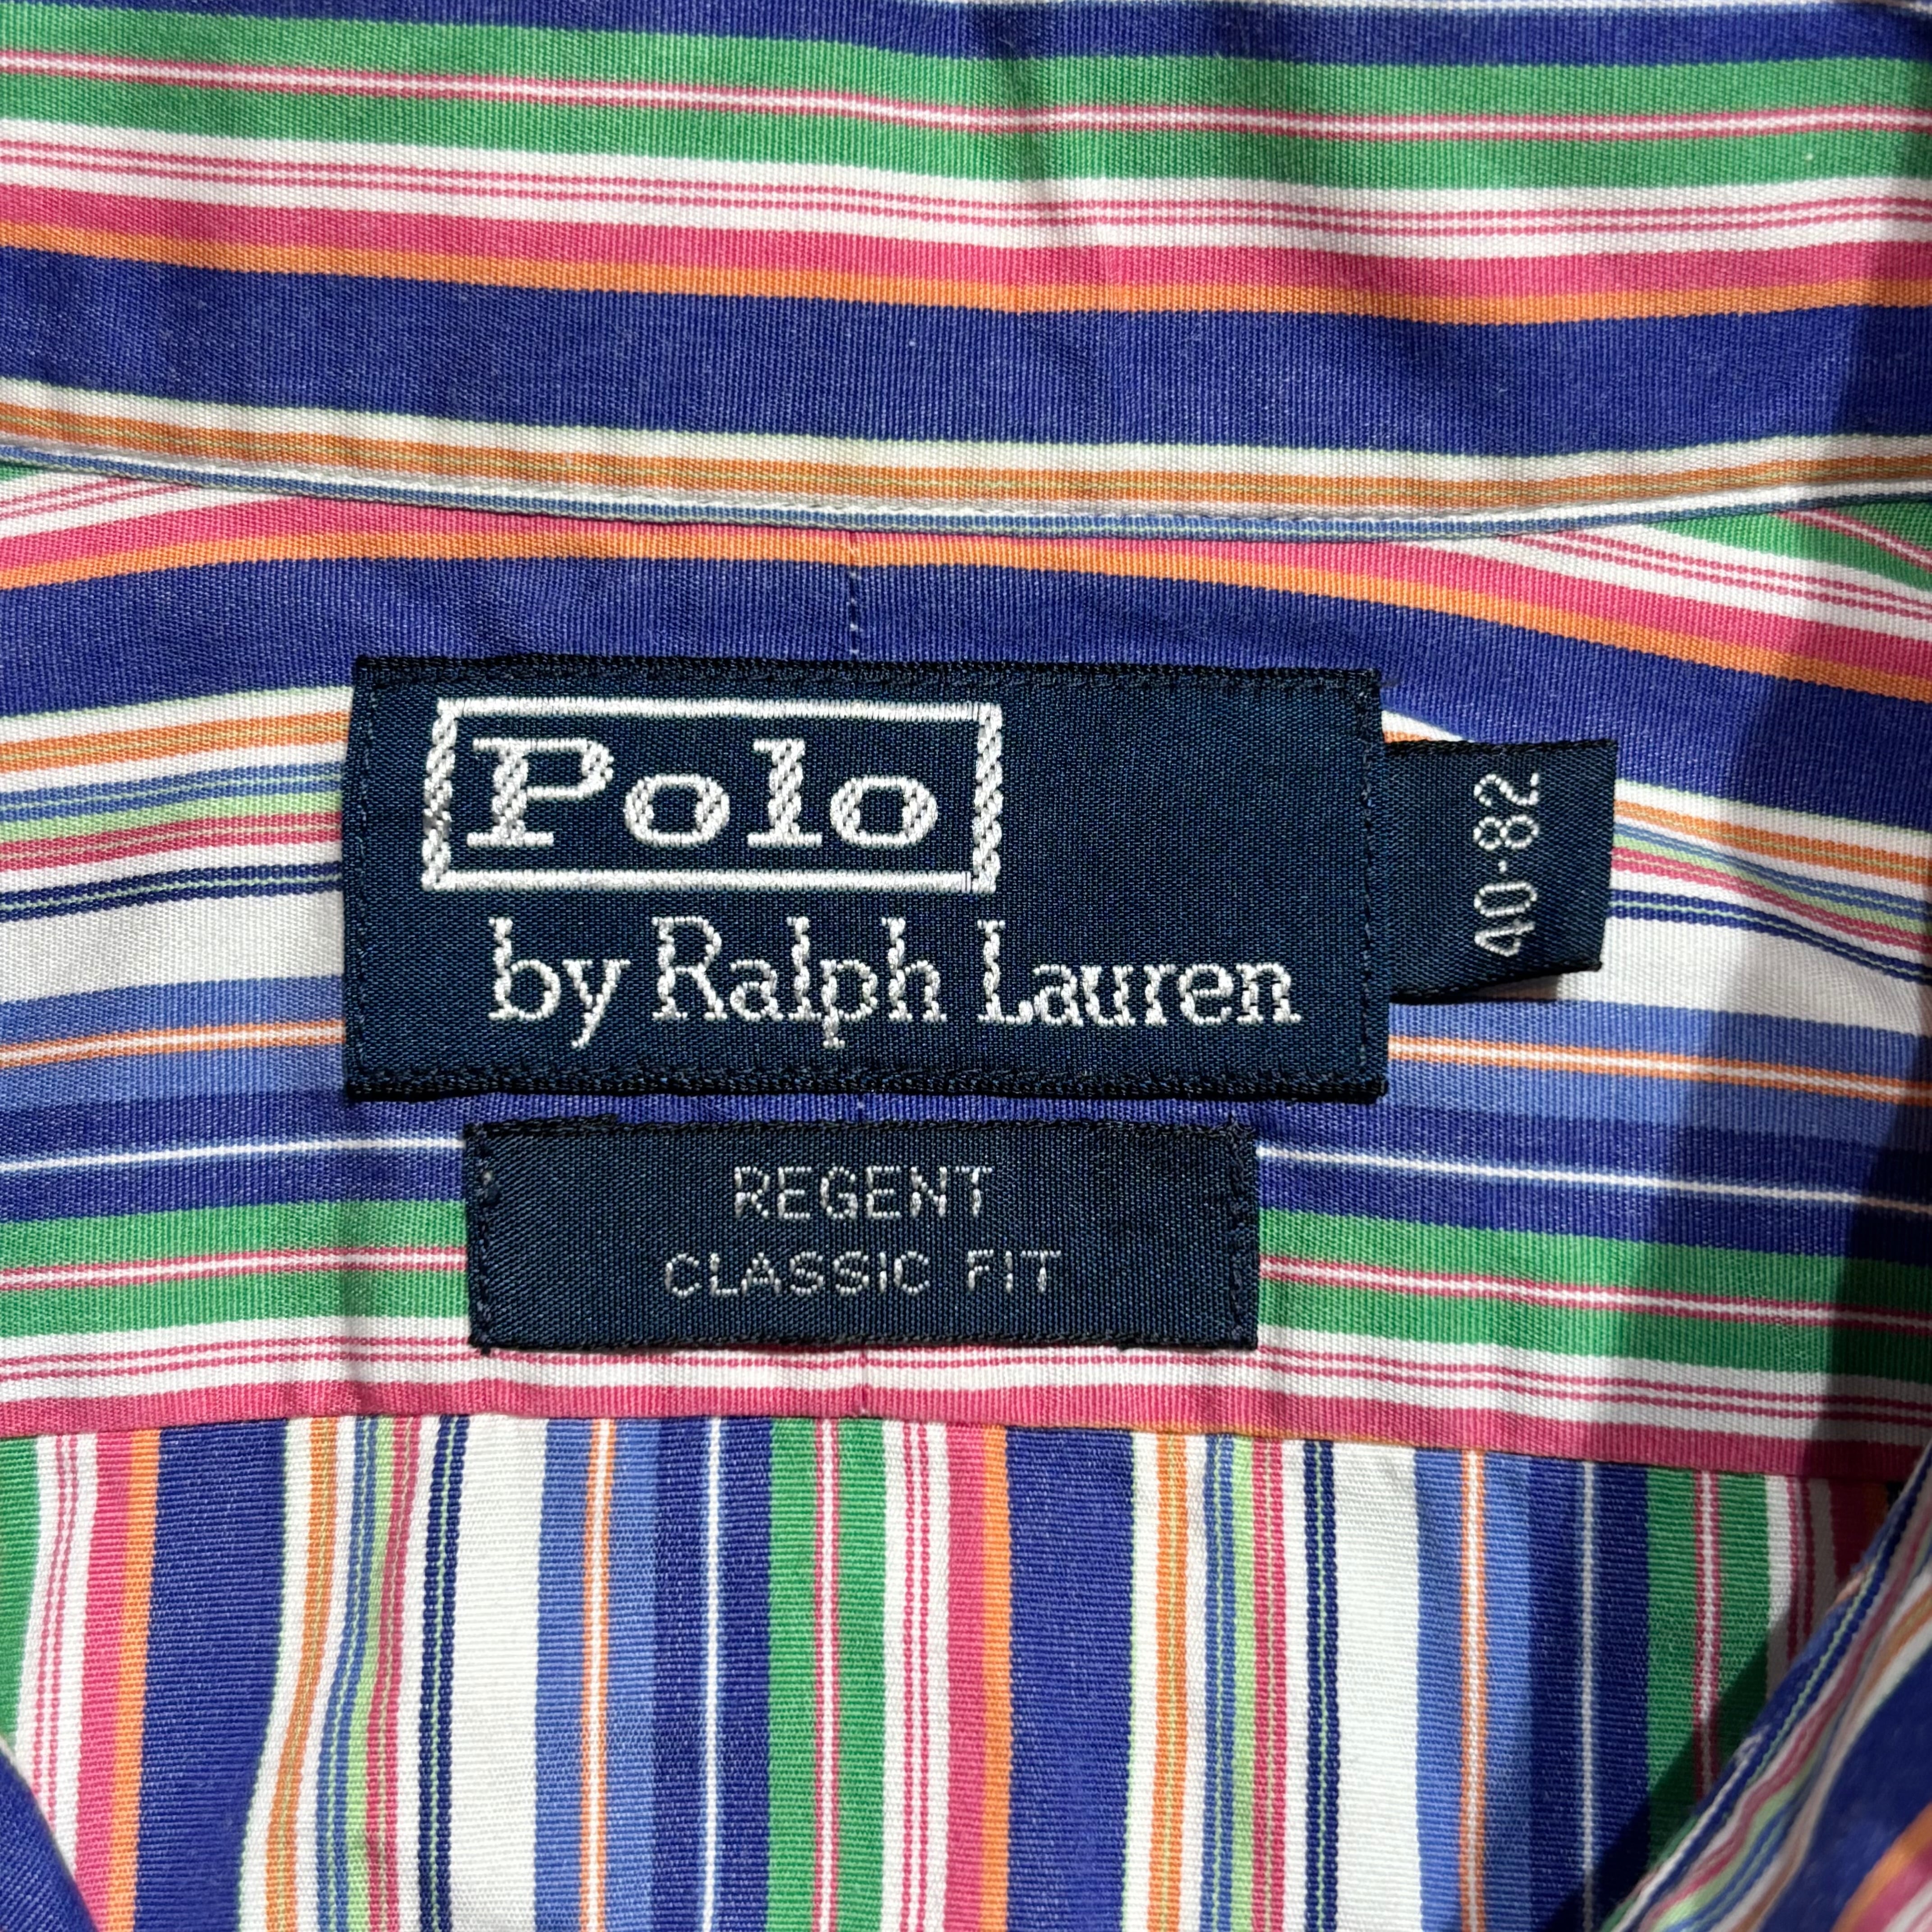 Polo
by Ralph Lauren
40-82
REGENT
CLASSIC FIT